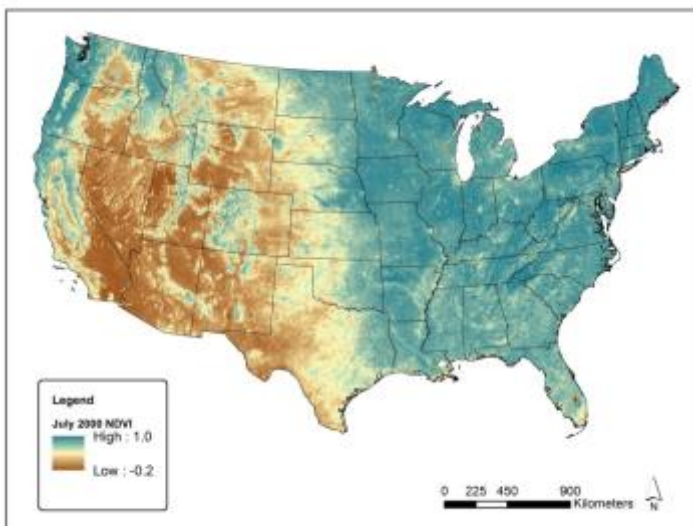 Legend
July 2000 NDVI
High : 1.0
Low : -0.2
0 225 450 900
Kilometers
N